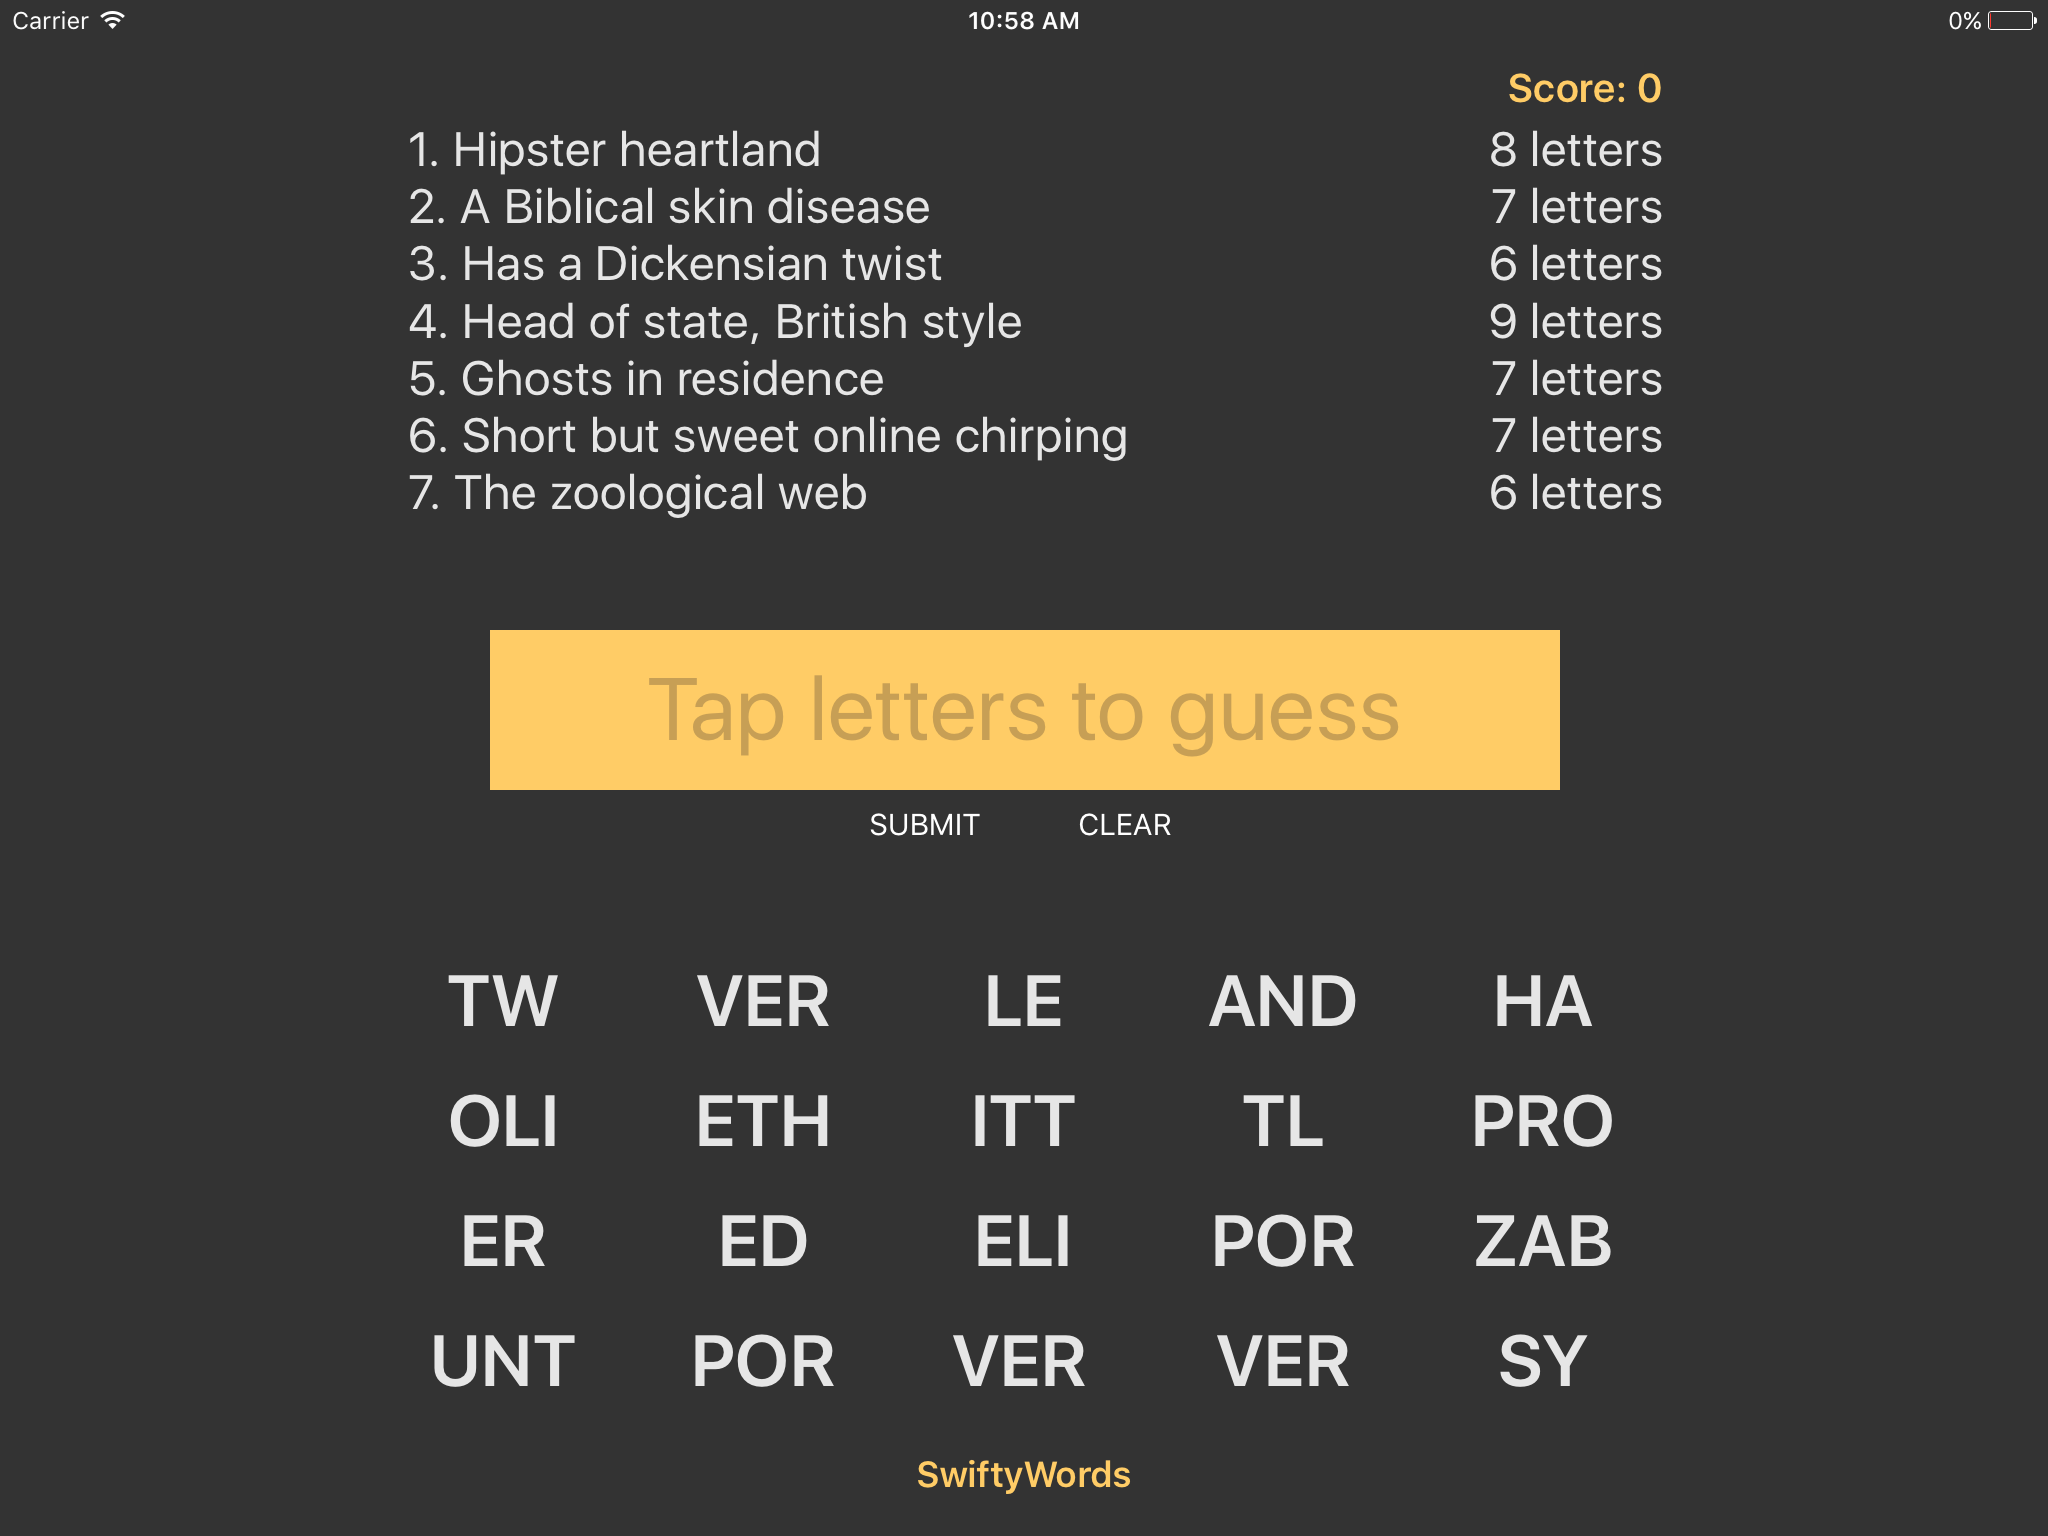 Carrier 10:58 AM 0%
Score: 0
1. Hipster heartland 8 letters
2. A Biblical skin disease 7 letters
3. Has a Dickensian twist 6 letters
4. Head of state, British style 9 letters
5. Ghosts in residence 7 letters
6. Short but sweet online chirping 7 letters
7. The zoological web 6 letters
Tap letters to guess
SUBMIT CLEAR
TW VER LE AND HA
OLI ETH ITT TL PRO
ER ED ELI POR ZAB
UNT POR VER VER SY
SwiftyWords